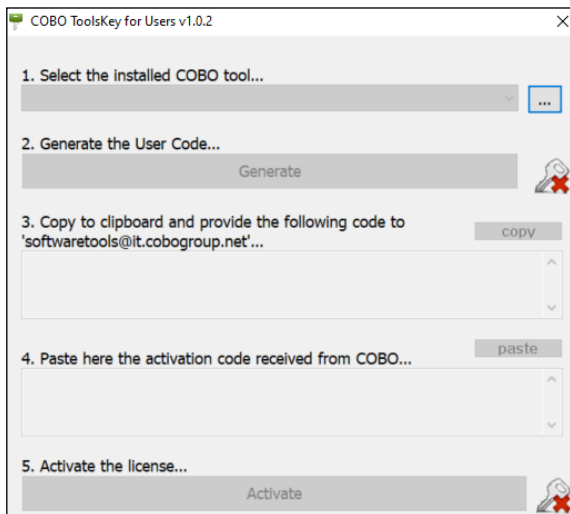 COBO ToolsKey for Users v1.0.2
1. Select the installed COBO tool...
...
2. Generate the User Code...
Generate
3. Copy to clipboard and provide the following code to
'softwaretools@it.cobogroup.net'...
copy
4. Paste here the activation code received from COBO...
paste
5. Activate the license...
Activate